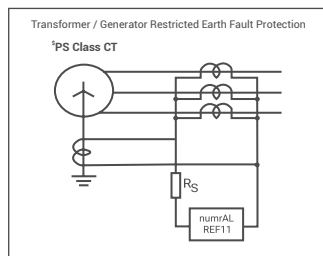 Transformer / Generator Restricted Earth Fault Protection
$PS Class CT
RS
numrAL
REF11